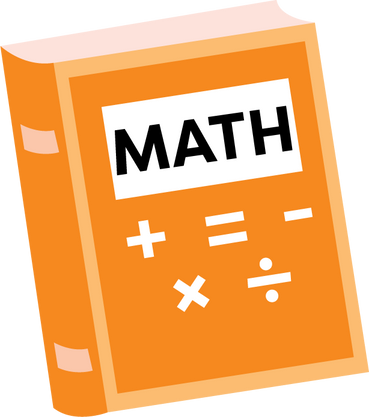 MATH
+ = −
× ÷